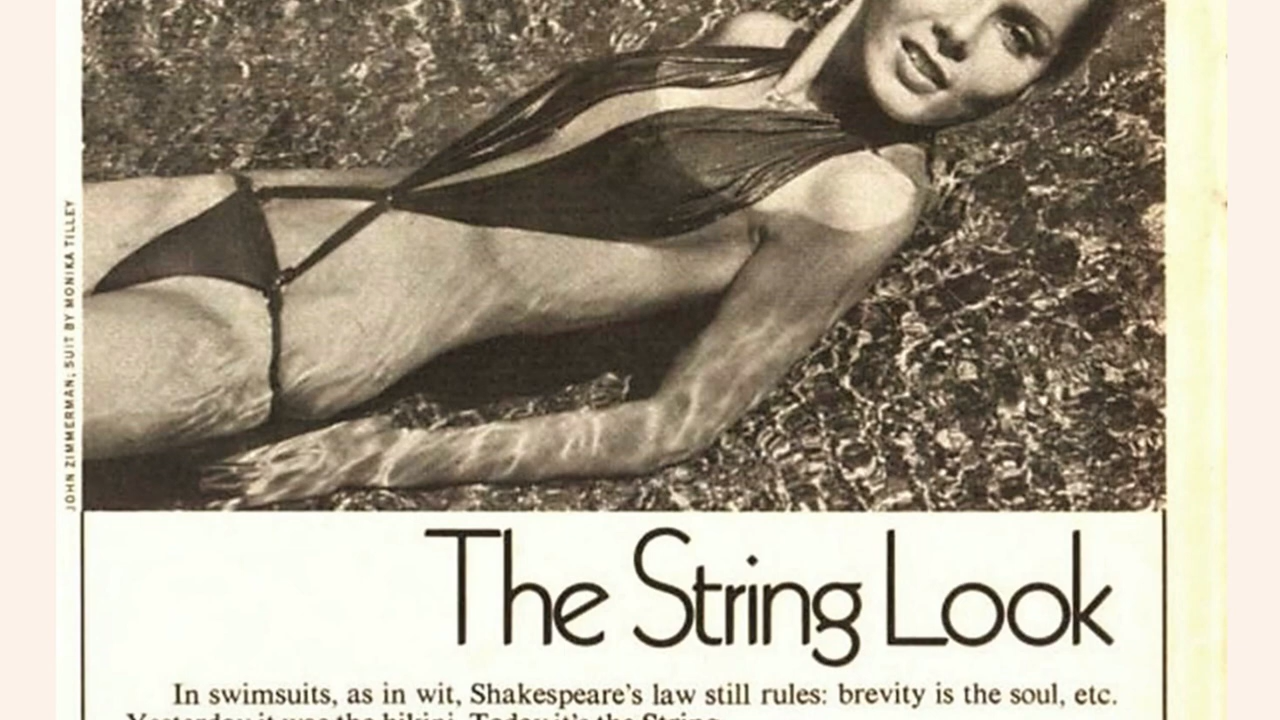 JOHN ZIMMERMAN; SUIT BY MONIKA TILLEY
The String Look
In swimsuits, as in wit, Shakespeare's law still rules: brevity is the soul, etc.
Yesterday it was the bikini. Today it's the String